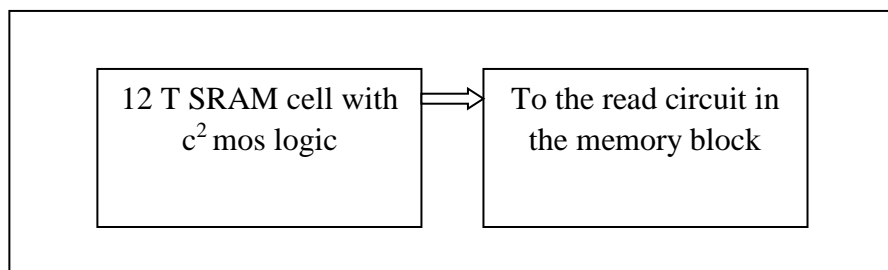 12 T SRAM cell with
c² mos logic
To the read circuit in
the memory block